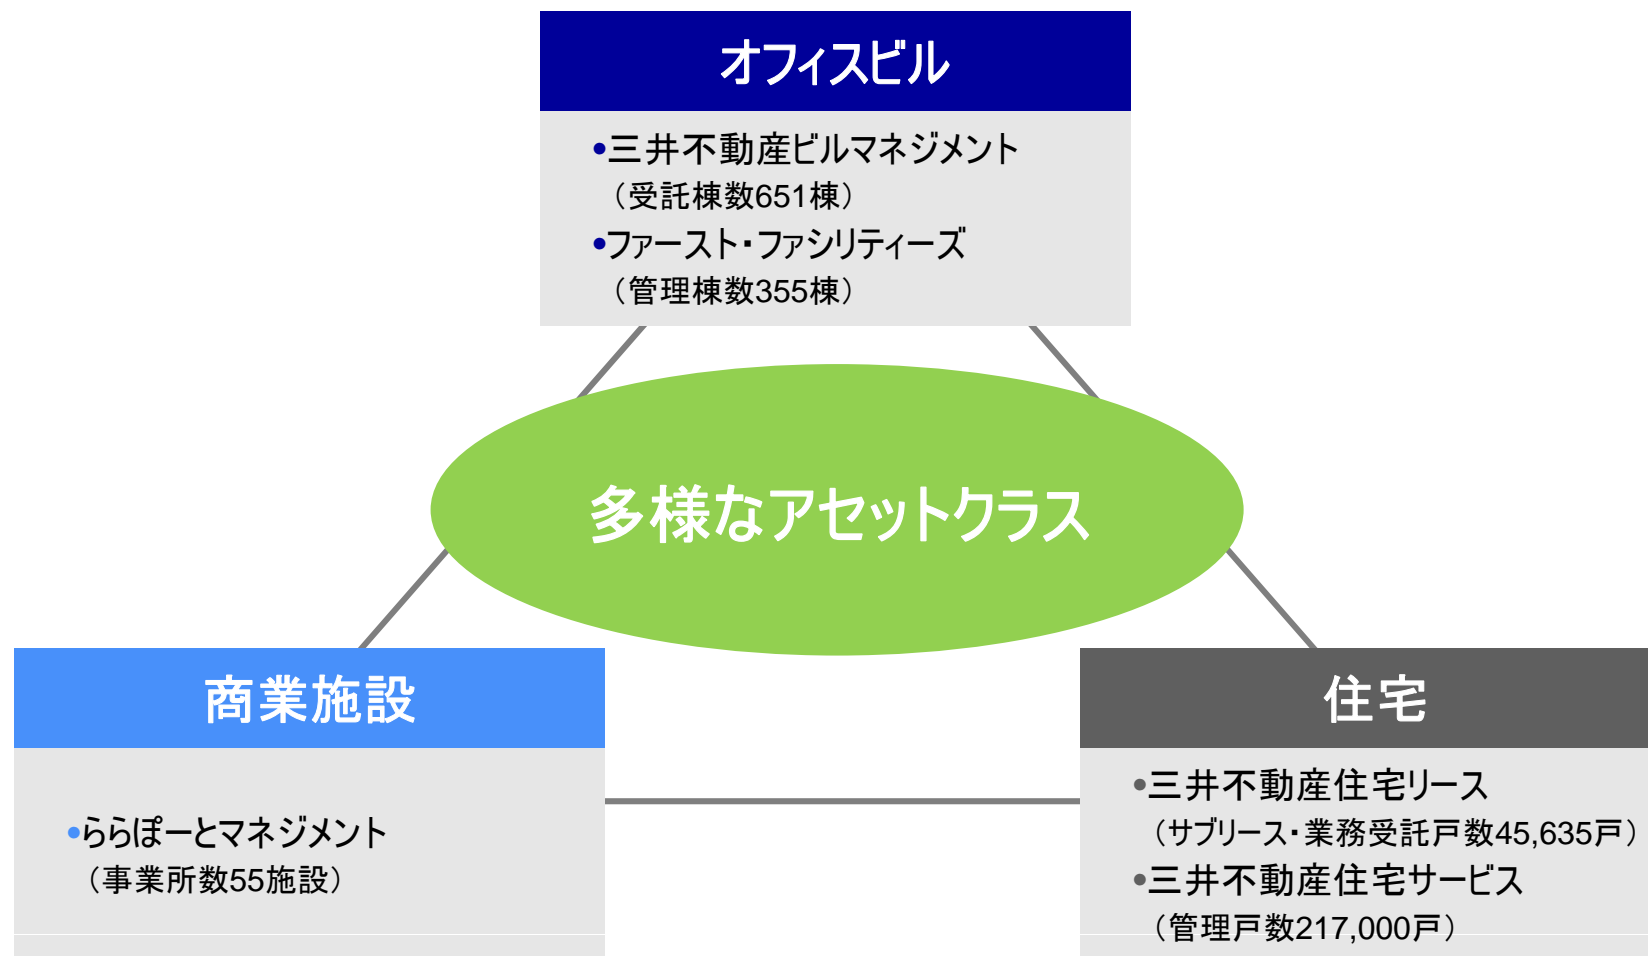 オフィスビル
•三井不動産ビルマネジメント
（受託棟数651棟）
•ファースト・ファシリティーズ
（管理棟数355棟）
多様なアセットクラス
商業施設
•ららぽーとマネジメント
（事業所数55施設）
住宅
•三井不動産住宅リース
（サブリース・業務受託戸数45,635戸）
•三井不動産住宅サービス
（管理戸数217,000戸）